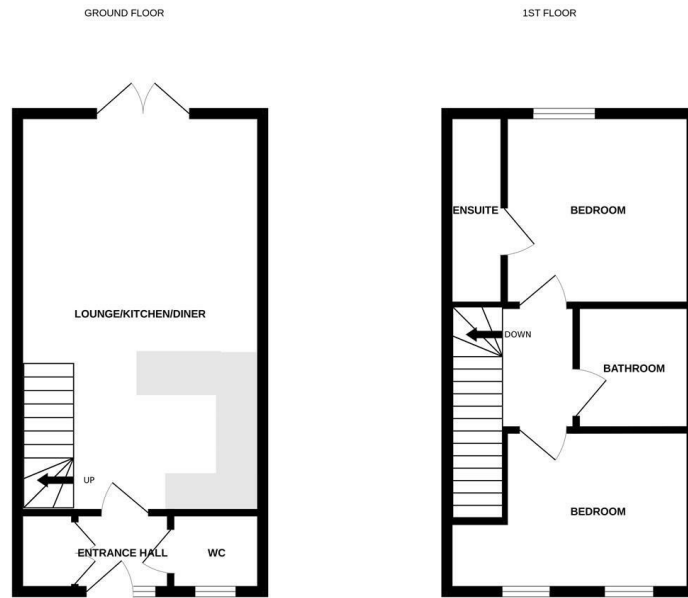 GROUND FLOOR
LOUNGE/KITCHEN/DINER
UP
ENTRANCE HALL
WC
1ST FLOOR
ENSUITE
BEDROOM
DOWN
BATHROOM
BEDROOM